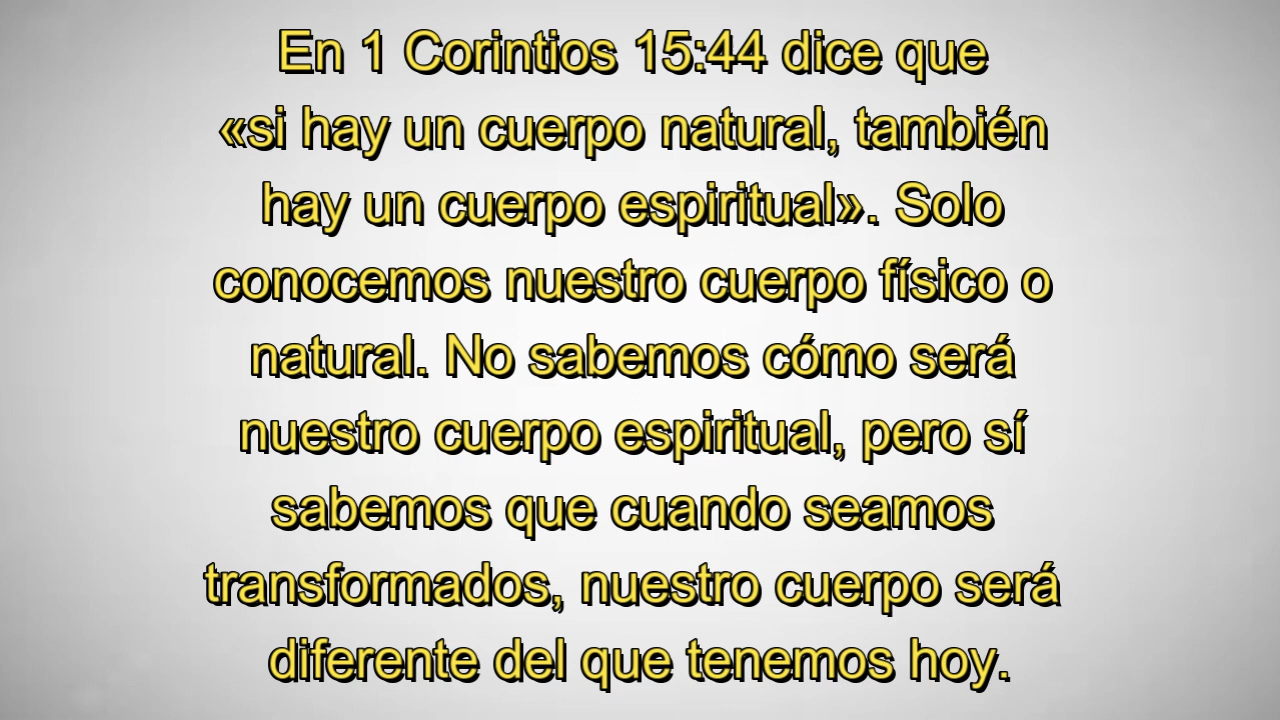 En 1 Corintios 15:44 dice que
«si hay un cuerpo natural, también
hay un cuerpo espiritual». Solo
conocemos nuestro cuerpo físico o
natural. No sabemos cómo será
nuestro cuerpo espiritual, pero sí
sabemos que cuando seamos
transformados, nuestro cuerpo será
diferente del que tenemos hoy.